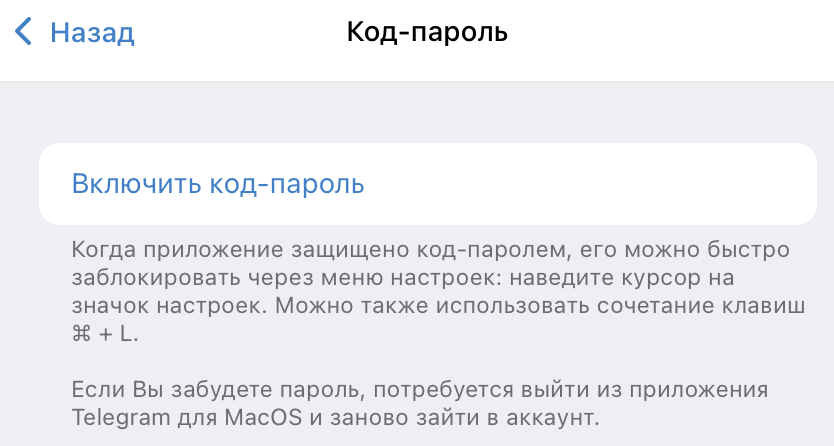 Назад
Код-пароль
Включить код-пароль
Когда приложение защищено код-паролем, его можно быстро
заблокировать через меню настроек: наведите курсор на
значок настроек. Можно также использовать сочетание клавиш
⌘ + L.
Если Вы забудете пароль, потребуется выйти из приложения
Telegram для MacOS и заново зайти в аккаунт.